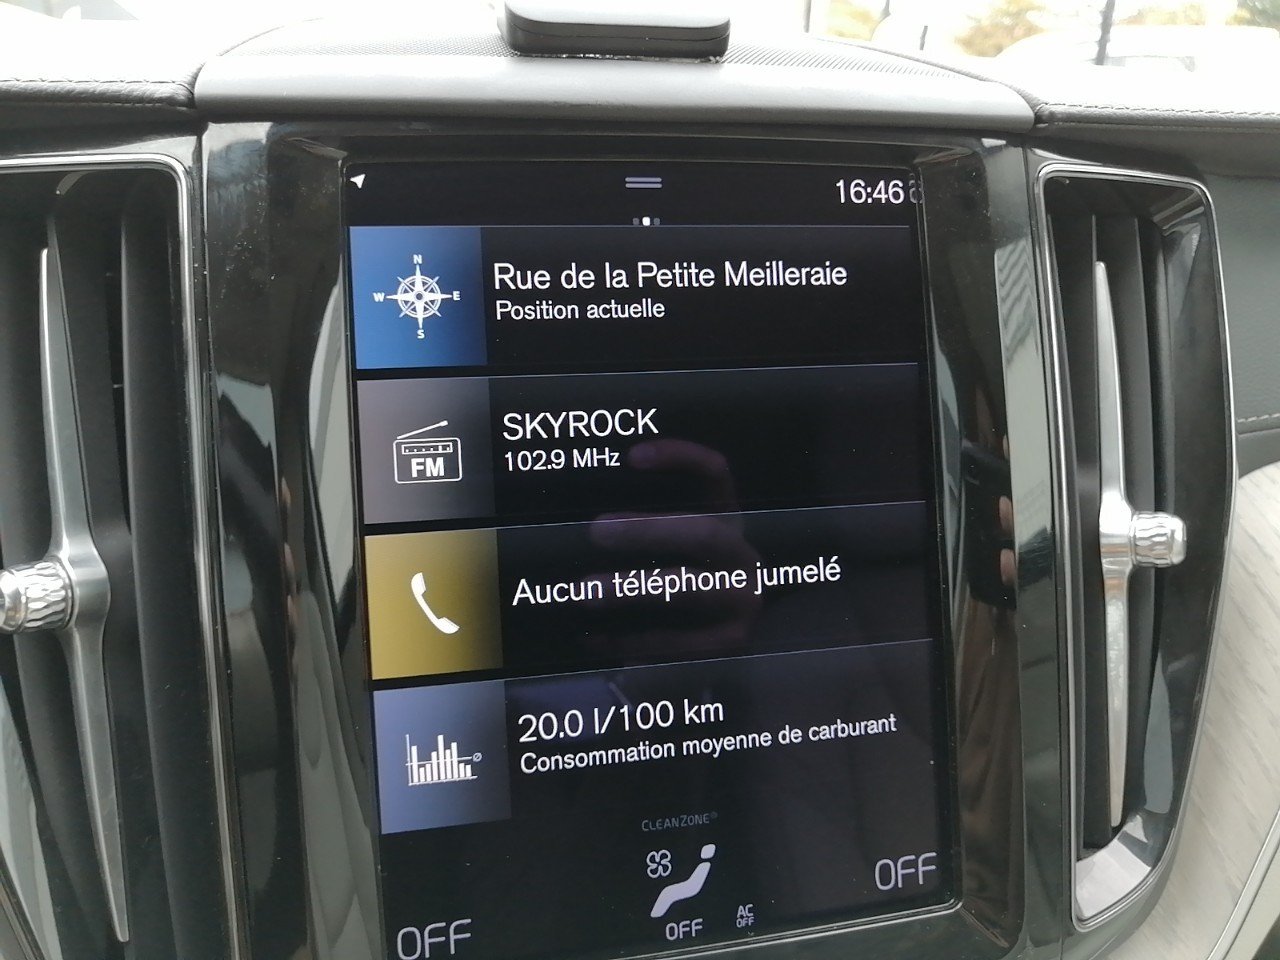 16:46
N
W E
S
Rue de la Petite Meilleraie
Position actuelle
FM
SKYROCK
102.9 MHz
Aucun téléphone jumelé
20.0 l/100 km
Consommation moyenne de carburant
CLEANZONE®
OFF
OFF
AC
OFF
OFF